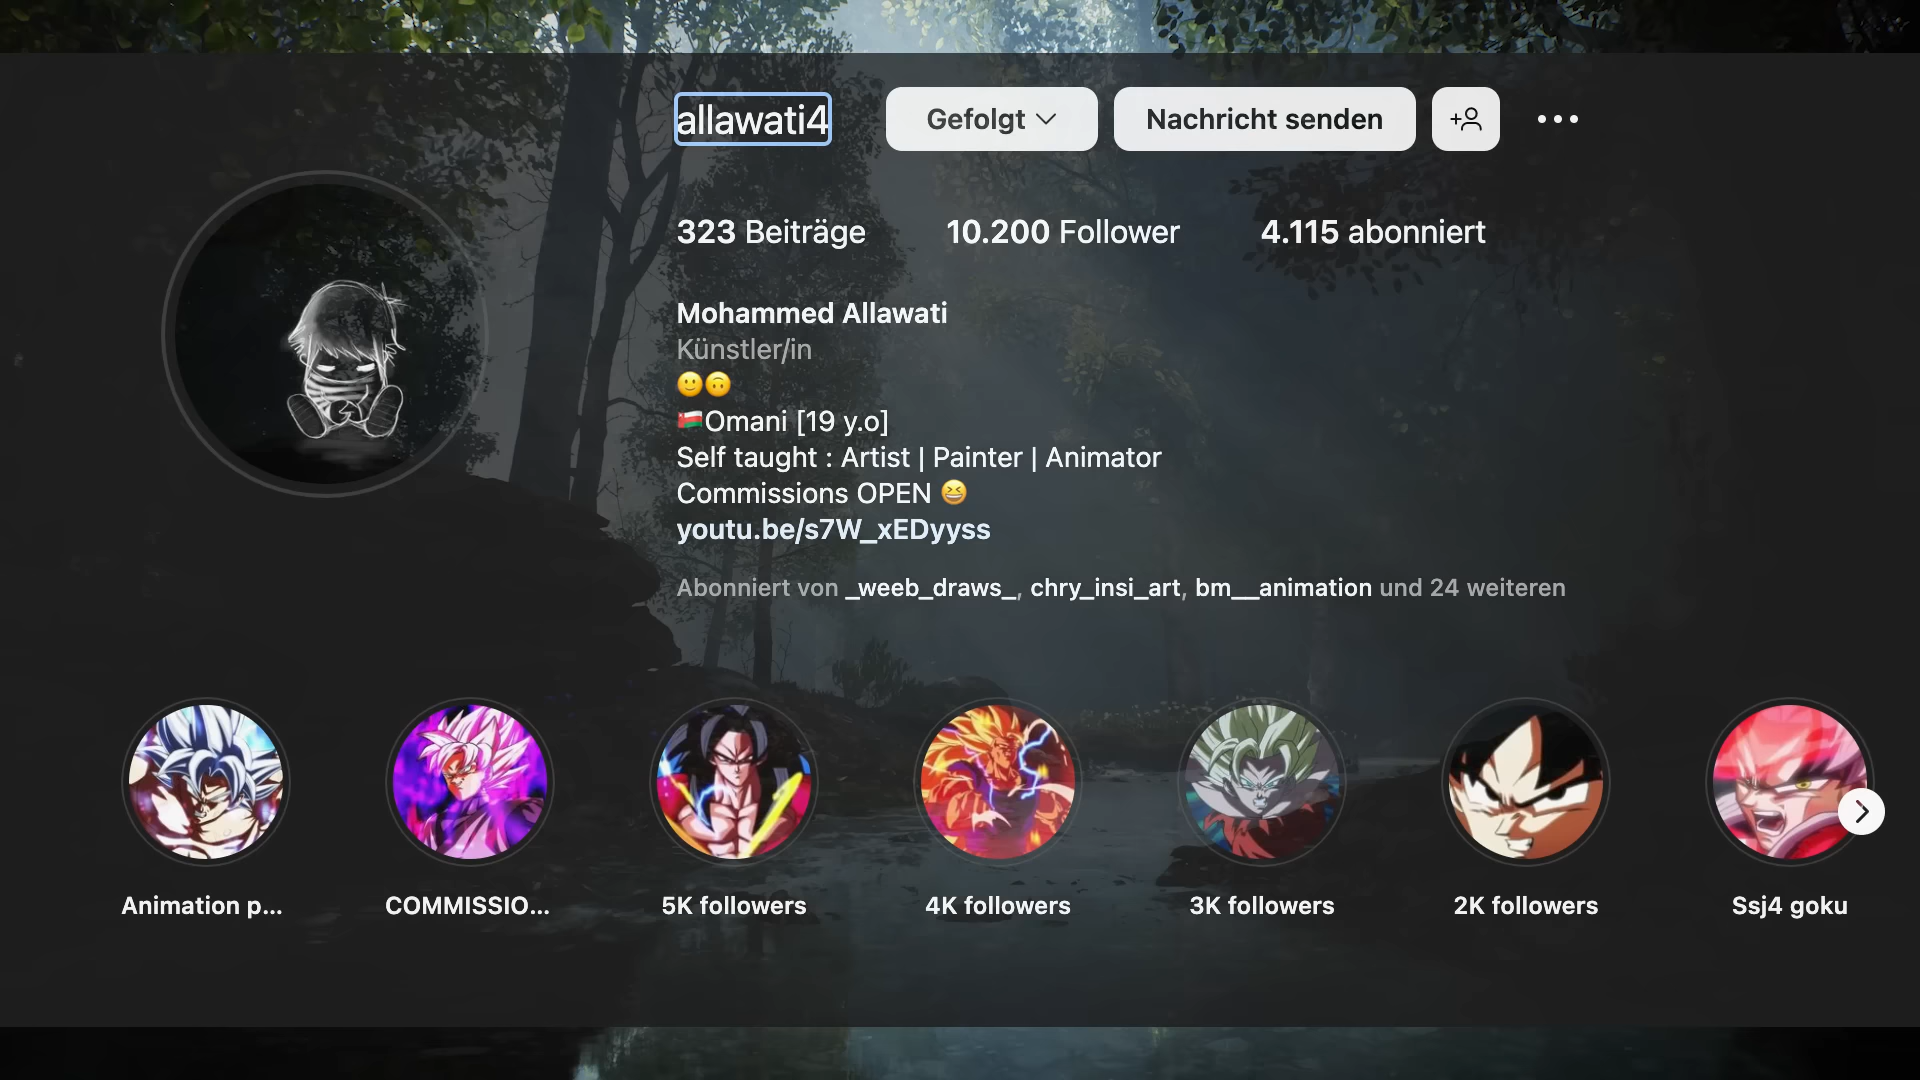 allawati4
Gefolgt
Nachricht senden
323 Beiträge
10.200 Follower
4.115 abonniert
Mohammed Allawati
Künstler/in
🙂🙃
🇴🇲Omani [19 y.o]
Self taught : Artist | Painter | Animator
Commissions OPEN 😆
youtu.be/s7W_xEDyyss
Abonniert von _weeb_draws_, chry_insi_art, bm__animation und 24 weiteren
Animation p...
COMMISSIO...
5K followers
4K followers
3K followers
2K followers
Ssj4 goku